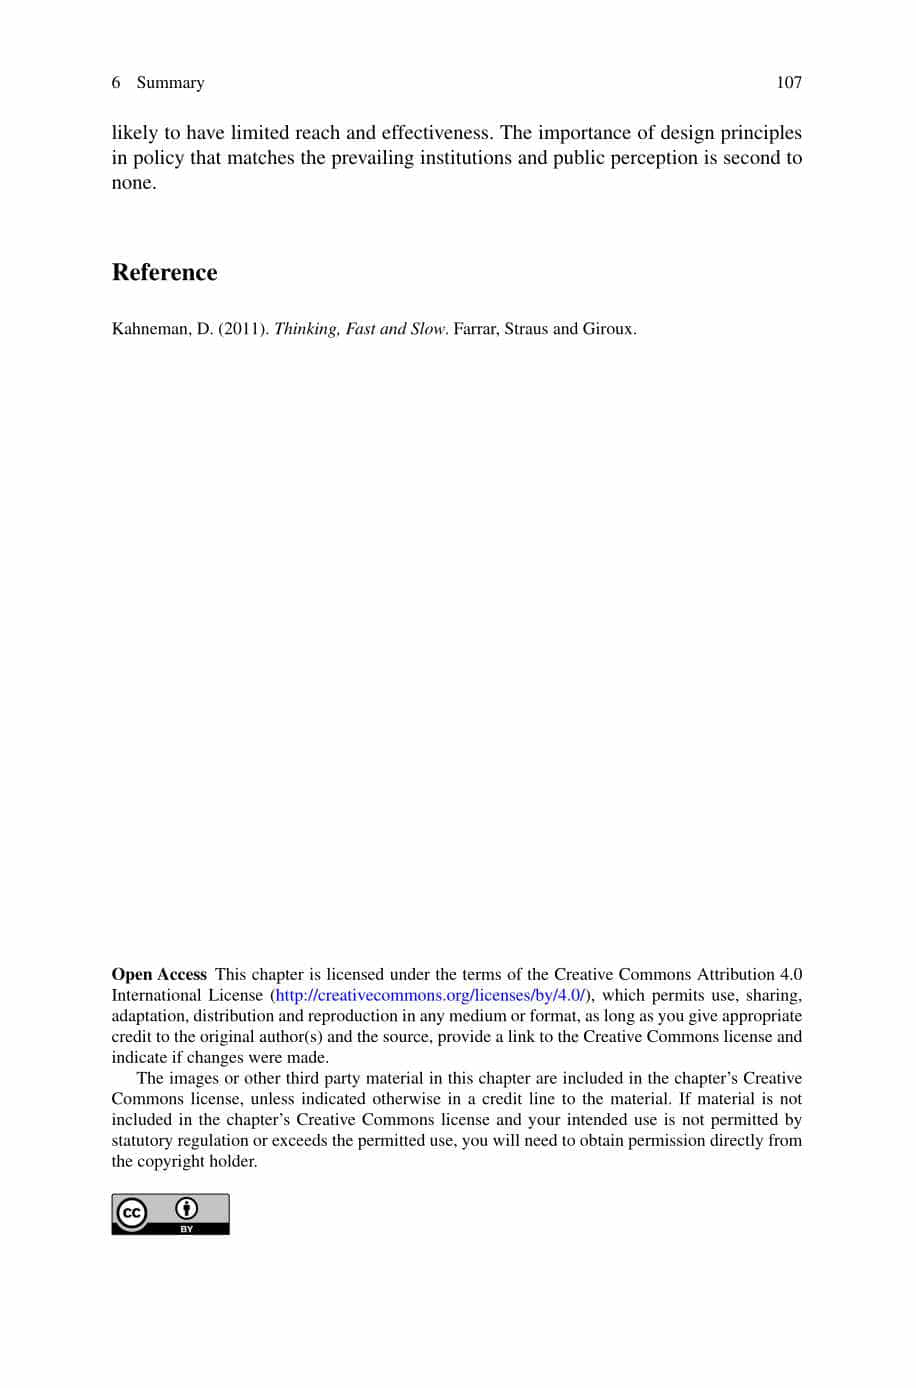 6 Summary 107
likely to have limited reach and effectiveness. The importance of design principles
in policy that matches the prevailing institutions and public perception is second to
none.
Reference
Kahneman, D. (2011). Thinking, Fast and Slow. Farrar, Straus and Giroux.
Open Access This chapter is licensed under the terms of the Creative Commons Attribution 4.0
International License (http://creativecommons.org/licenses/by/4.0/), which permits use, sharing,
adaptation, distribution and reproduction in any medium or format, as long as you give appropriate
credit to the original author(s) and the source, provide a link to the Creative Commons license and
indicate if changes were made.
The images or other third party material in this chapter are included in the chapter’s Creative
Commons license, unless indicated otherwise in a credit line to the material. If material is not
included in the chapter’s Creative Commons license and your intended use is not permitted by
statutory regulation or exceeds the permitted use, you will need to obtain permission directly from
the copyright holder.
cc
BY